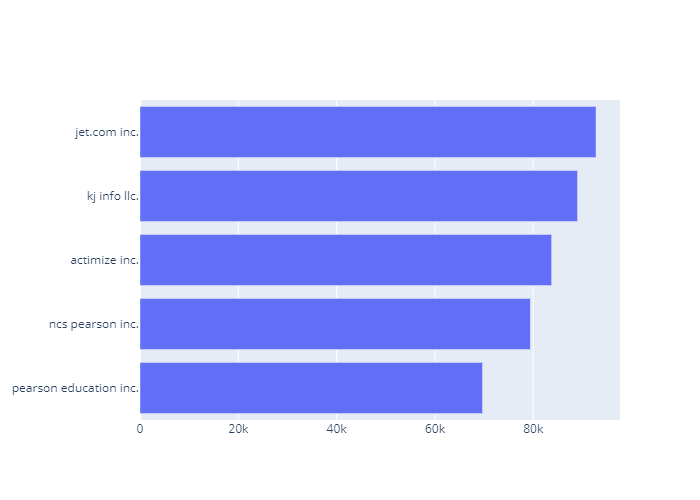 jet.com inc.
kj info llc.
actimize inc.
ncs pearson inc.
pearson education inc.
0 20k 40k 60k 80k